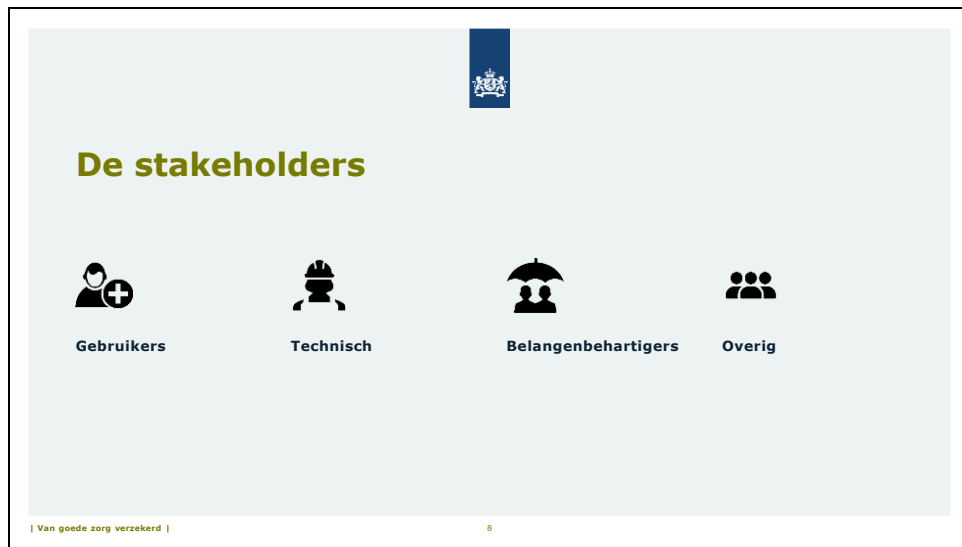 De stakeholders
Gebruikers
Technisch
Belangenbehartigers
Overig
| Van goede zorg verzekerd |
8